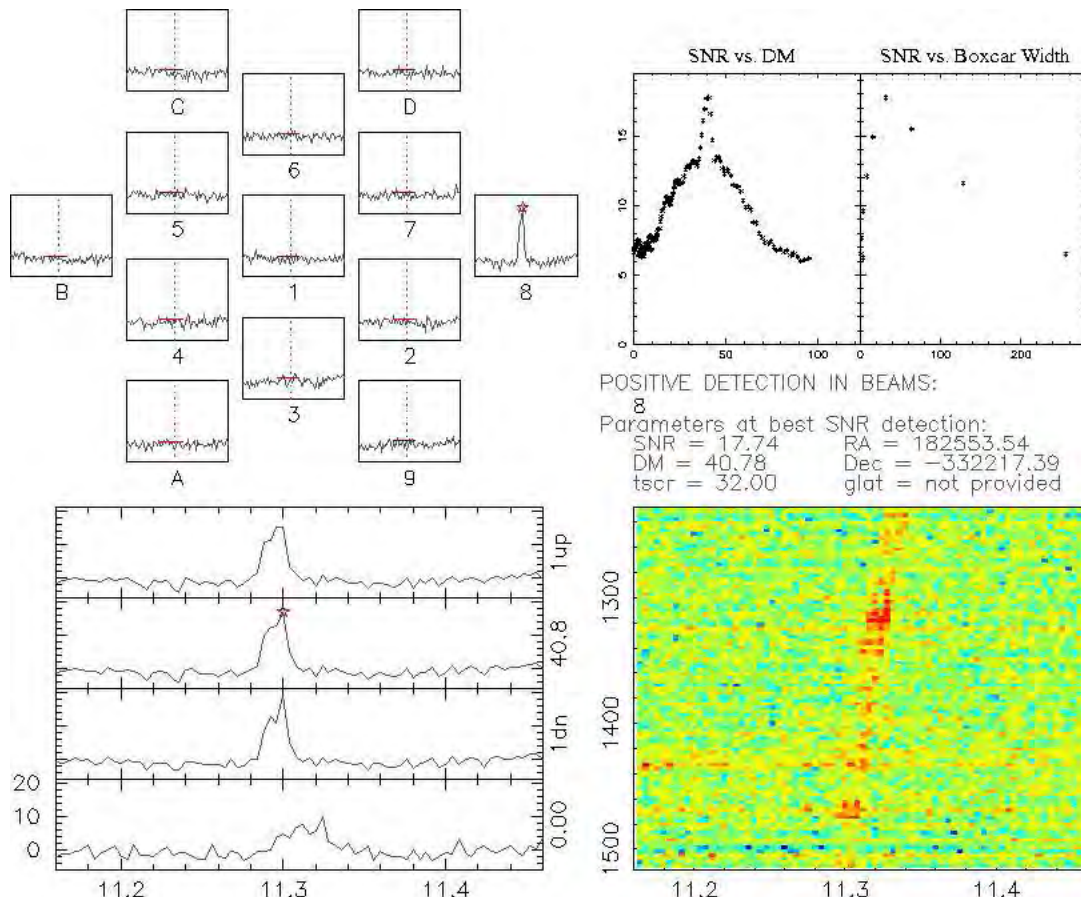 C
D
6
5
7
B
1
8
4
2
3
A
9
SNR vs. DM
SNR vs. Boxcar Width
15
10
5
0
0 50 100 0 100 200
POSITIVE DETECTION IN BEAMS:
8
Parameters at best SNR detection:
SNR = 17.74 RA = 182553.54
DM = 40.78 Dec = -332217.39
tscr = 32.00 glat = not provided
1up
40.8
1dn
0.00
20
10
0
11.2 11.3 11.4
1300
1400
1500
11.2 11.3 11.4